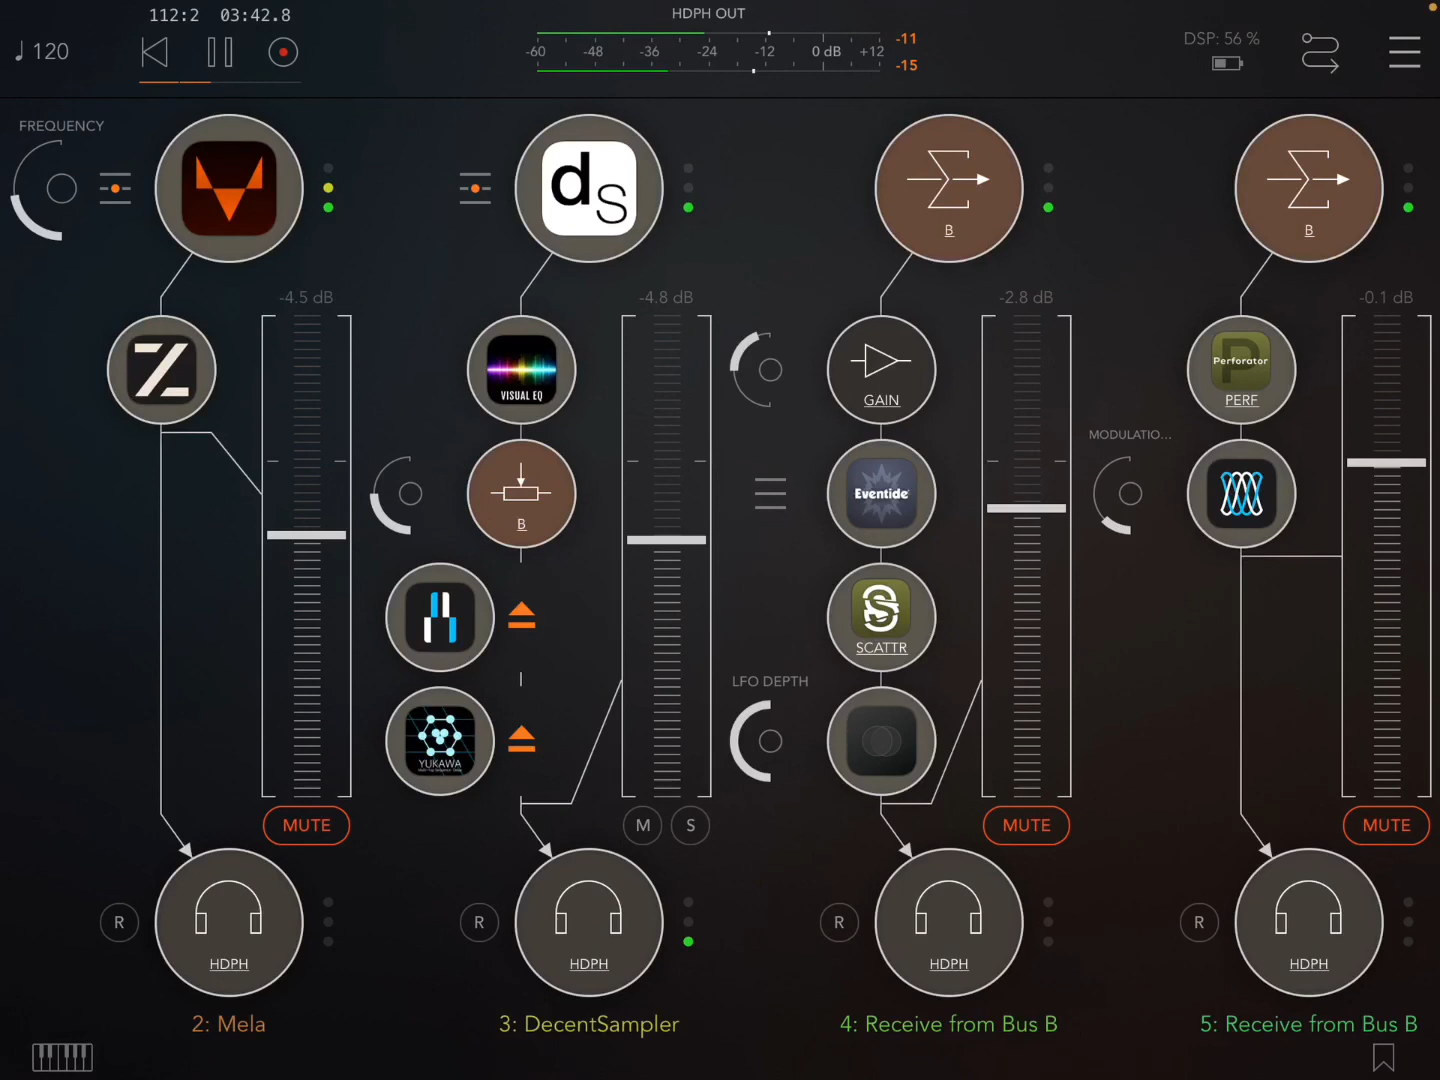 112:2 03:42.8
HDPH OUT
120
-60 -48 -36 -24 -12 0 dB +12
-11
-15
DSP: 56 %
FREQUENCY
ds
B
B
-4.5 dB
-4.8 dB
-2.8 dB
-0.1 dB
Z
VISUAL EQ
GAIN
Perforator
PERF
B
Eventide
MODULATIO...
SCATTR
YUKAWA
LFO DEPTH
MUTE
M S
MUTE
MUTE
R
HDPH
R
HDPH
R
HDPH
R
HDPH
2: Mela
3: DecentSampler
4: Receive from Bus B
5: Receive from Bus B